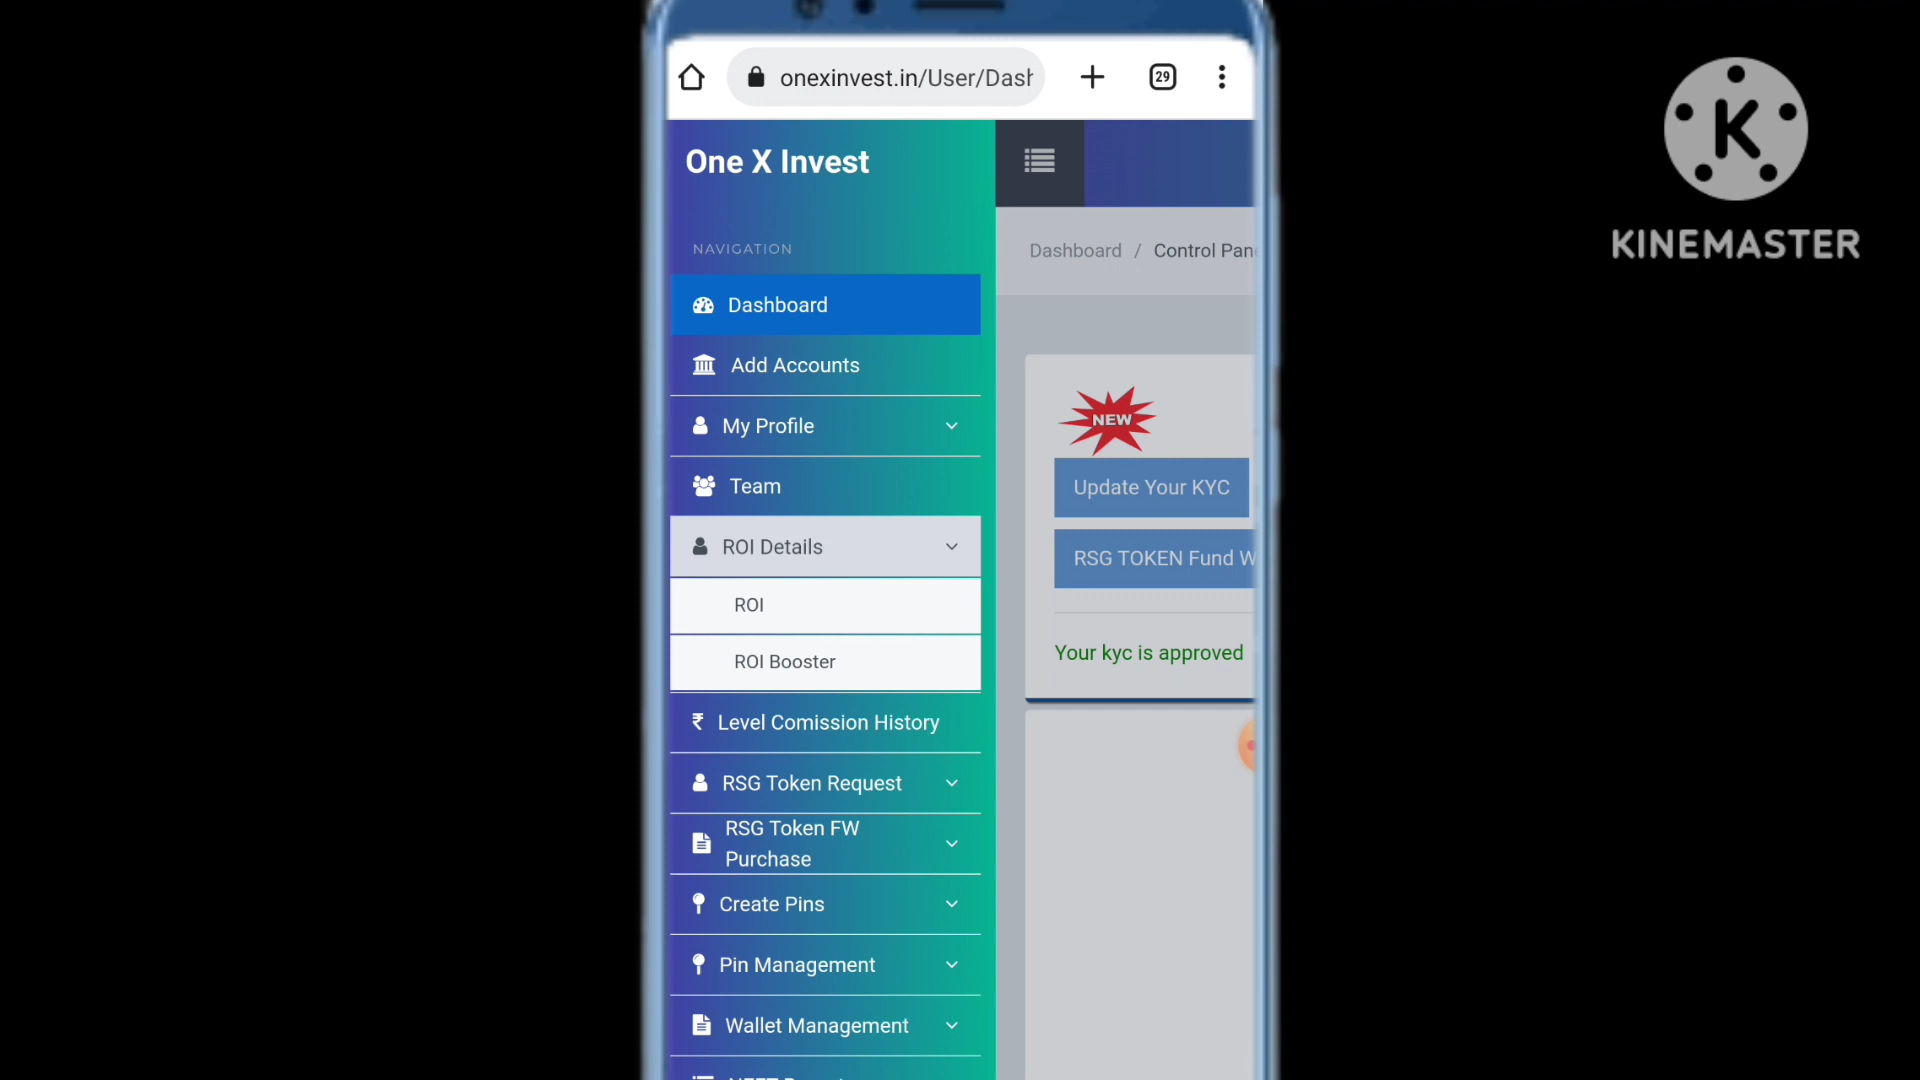 onexinvest.in/User/Dash
29
One X Invest
NAVIGATION
Dashboard
Add Accounts
My Profile
Team
ROI Details
ROI
ROI Booster
Level Comission History
RSG Token Request
RSG Token FW
Purchase
Create Pins
Pin Management
Wallet Management
Dashboard / Control Pan
NEW
Update Your KYC
RSG TOKEN Fund W
Your kyc is approved
K
KINEMASTER